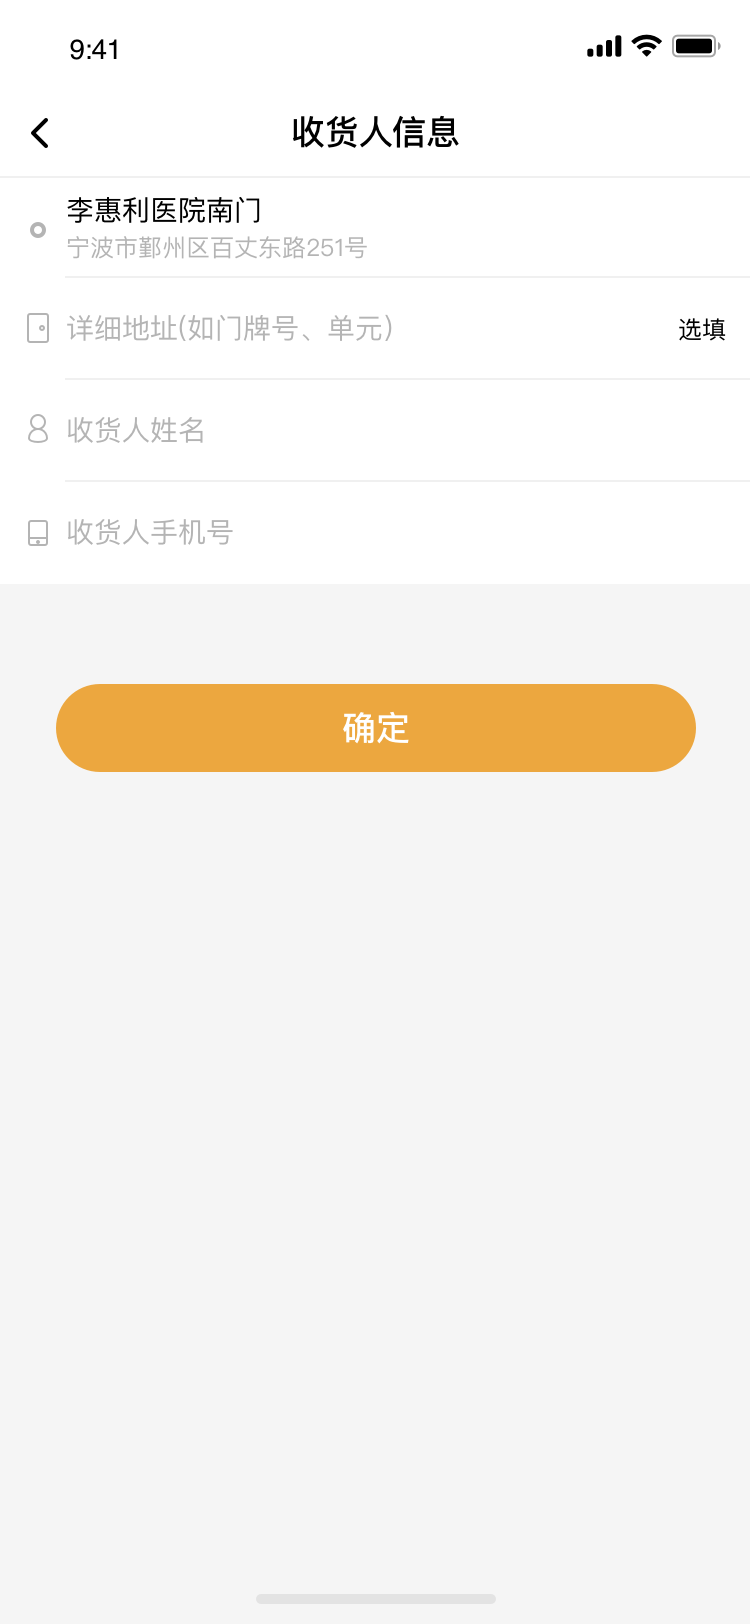 9:41
收货人信息
李惠利医院南门
宁波市鄞州区百丈东路251号
详细地址(如门牌号、单元)
选填
收货人姓名
收货人手机号
确定